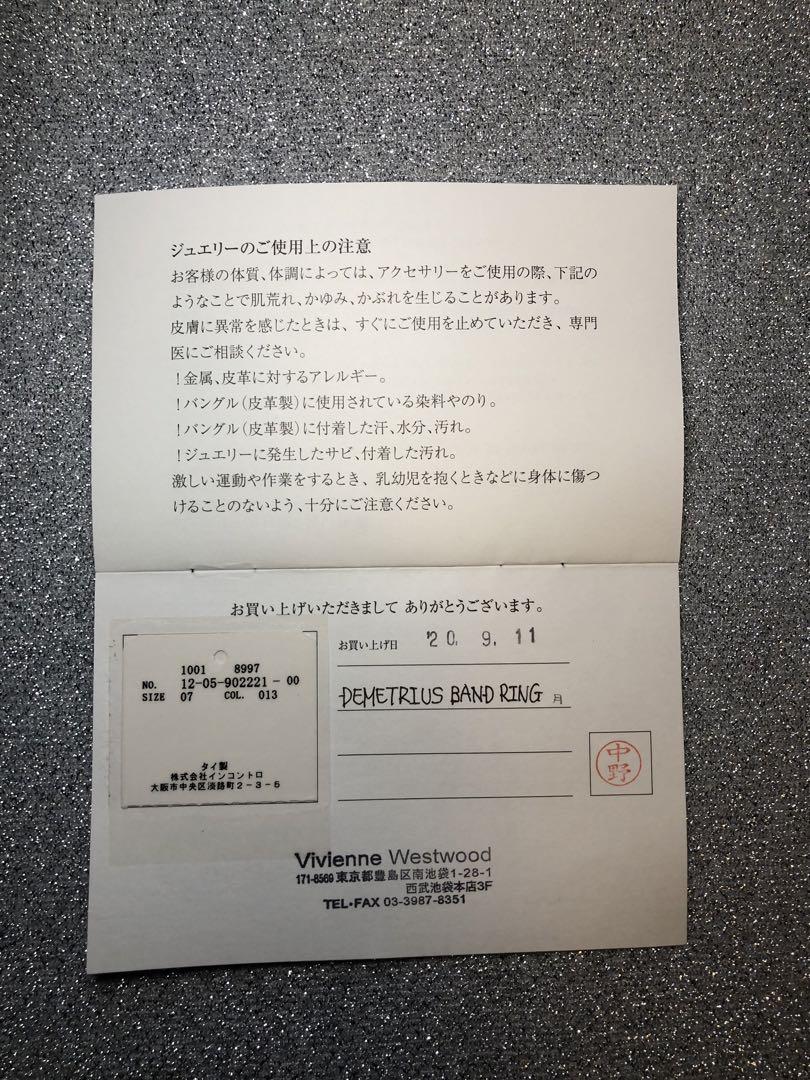 ジュエリーのご使用上の注意
お客様の体質、体調によっては、アクセサリーをご使用の際、下記の
ようなことで肌荒れ、かゆみ、かぶれを生じることがあります。
皮膚に異常を感じたときは、すぐにご使用を止めていただき、専門
医にご相談ください。
！金属、皮革に対するアレルギー。
！バングル（皮革製）に使用されている染料やのり。
！バングル（皮革製）に付着した汗、水分、汚れ。
！ジュエリーに発生したサビ、付着した汚れ。
激しい運動や作業をするとき、乳幼児を抱くときなどに身体に傷つ
けることのないよう、十分にご注意ください。
お買い上げいただきまして ありがとうございます。
お買い上げ日 '20. 9. 11
DEMETRIUS BAND RING 月
1001 8997
NO. 12-05-902221-00
SIZE 07 COL. 013
タイ製
株式会社インコントロ
大阪市中央区淡路町2-3-5
中野
Vivienne Westwood
171-8569 東京都豊島区南池袋1-28-1
西武池袋本店3F
TEL・FAX 03-3987-8351